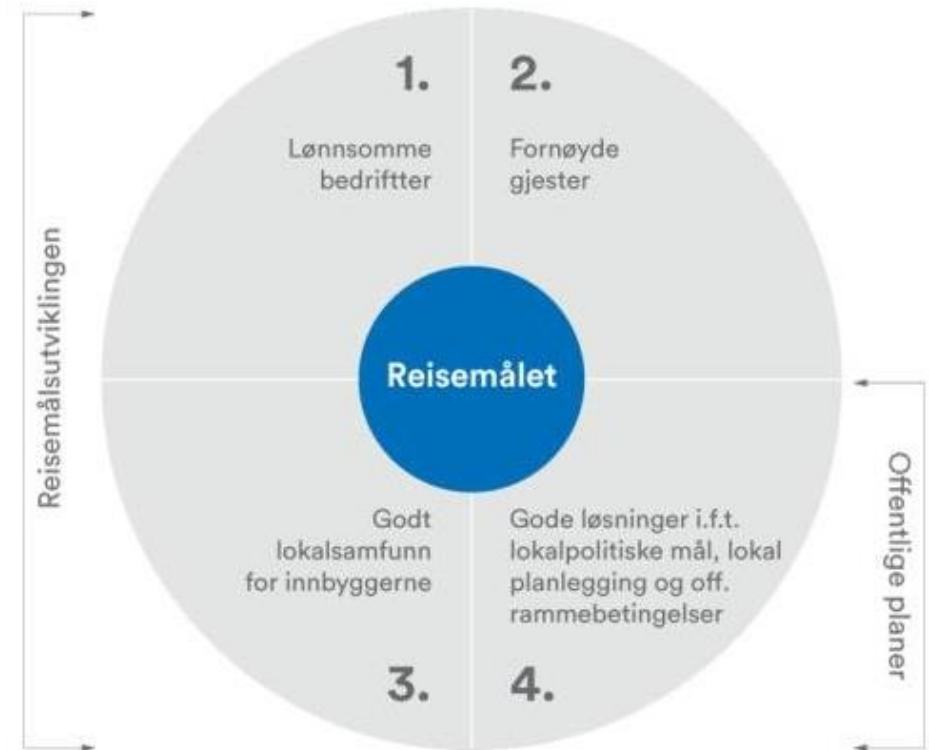 1.
Lønnsomme
bedriftter
2.
Fornøyde
gjester
Reisemålet
Godt
lokalsamfunn
for innbyggerne
3.
Gode løsninger i.f.t.
lokalpolitiske mål, lokal
planlegging og off.
rammebetingelser
4.
Reisemålsutviklingen
Offentlige planer